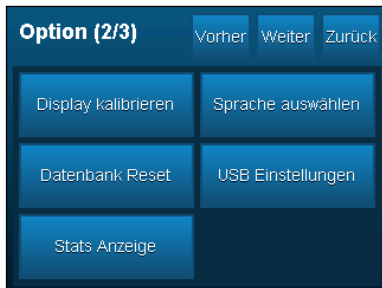 Option (2/3) Vorher Weiter Zurück
Display kalibrieren Sprache auswählen
Datenbank Reset USB Einstellungen
Stats Anzeige